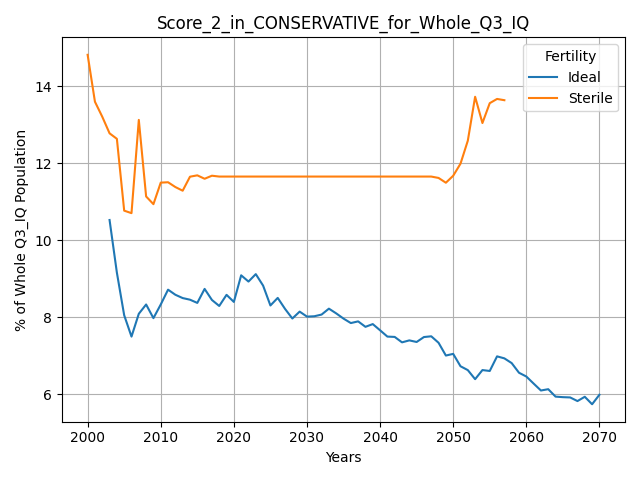 Score_2_in_CONSERVATIVE_for_Whole_Q3_IQ
Fertility
Ideal
Sterile
% of Whole Q3_IQ Population
14
12
10
8
6
2000 2010 2020 2030 2040 2050 2060 2070
Years